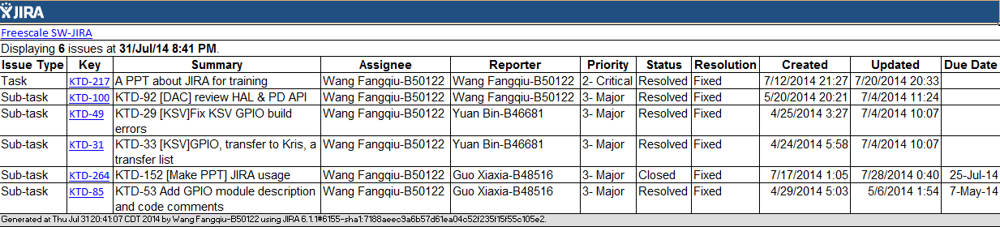 JIRA
Freescale SW-JIRA
Displaying 6 issues at 31/Jul/14 8:41 PM.
Issue Type Key Summary Assignee Reporter Priority Status Resolution Created Updated Due Date
Task KTD-217 A PPT about JIRA for training Wang Fangqiu-B50122 Wang Fangqiu-B50122 2- Critical Resolved Fixed 7/12/2014 21:27 7/20/2014 20:33
Sub-task KTD-100 KTD-92 [DAC] review HAL & PD API Wang Fangqiu-B50122 Wang Fangqiu-B50122 3- Major Resolved Fixed 5/20/2014 20:21 7/4/2014 11:24
Sub-task KTD-49 KTD-29 [KSV]Fix KSV GPIO build Wang Fangqiu-B50122 Yuan Bin-B46681 3- Major Resolved Fixed 4/25/2014 3:27 7/4/2014 10:07
errors
Sub-task KTD-31 KTD-33 [KSV]GPIO, transfer to Kris, a Wang Fangqiu-B50122 Yuan Bin-B46681 3- Major Resolved Fixed 4/24/2014 5:58 7/4/2014 10:07
transfer list
Sub-task KTD-264 KTD-152 [Make PPT] JIRA usage Wang Fangqiu-B50122 Guo Xiaxia-B48516 3- Major Closed Fixed 7/17/2014 1:05 7/28/2014 0:40 25-Jul-14
Sub-task KTD-85 KTD-53 Add GPIO module description Wang Fangqiu-B50122 Guo Xiaxia-B48516 3- Major Resolved Fixed 4/29/2014 5:03 5/6/2014 1:54 7-May-14
and code comments
Generated at Thu Jul 31 20:41:07 CDT 2014 by Wang Fangqiu-B50122 using JIRA 6.1.1#6155-sha1:7188aeec9a6b57d61ea04c52f235f15f55c105e2.